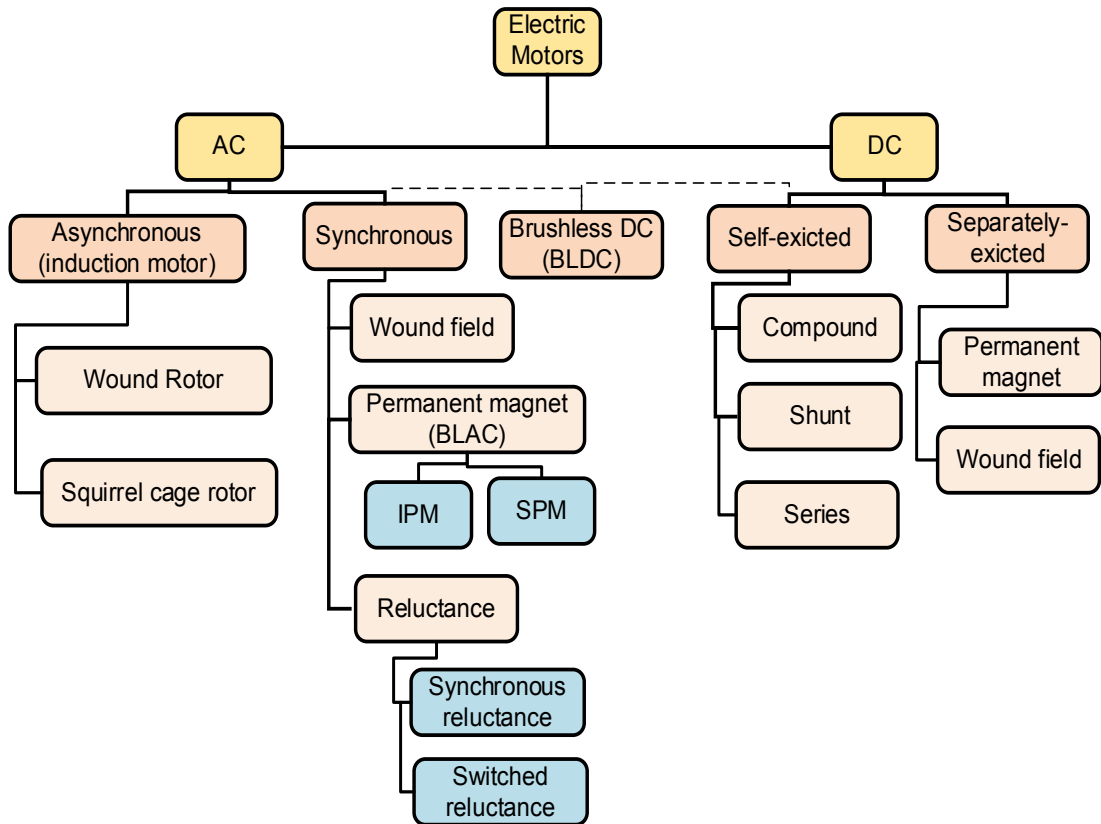 Electric
Motors
AC
DC
Asynchronous
(induction motor)
Synchronous
Brushless DC
(BLDC)
Self-exicted
Separately-
exicted
Wound field
Compound
Permanent
magnet
Wound Rotor
Permanent magnet
(BLAC)
Shunt
Wound field
Squirrel cage rotor
IPM
SPM
Series
Reluctance
Synchronous
reluctance
Switched
reluctance